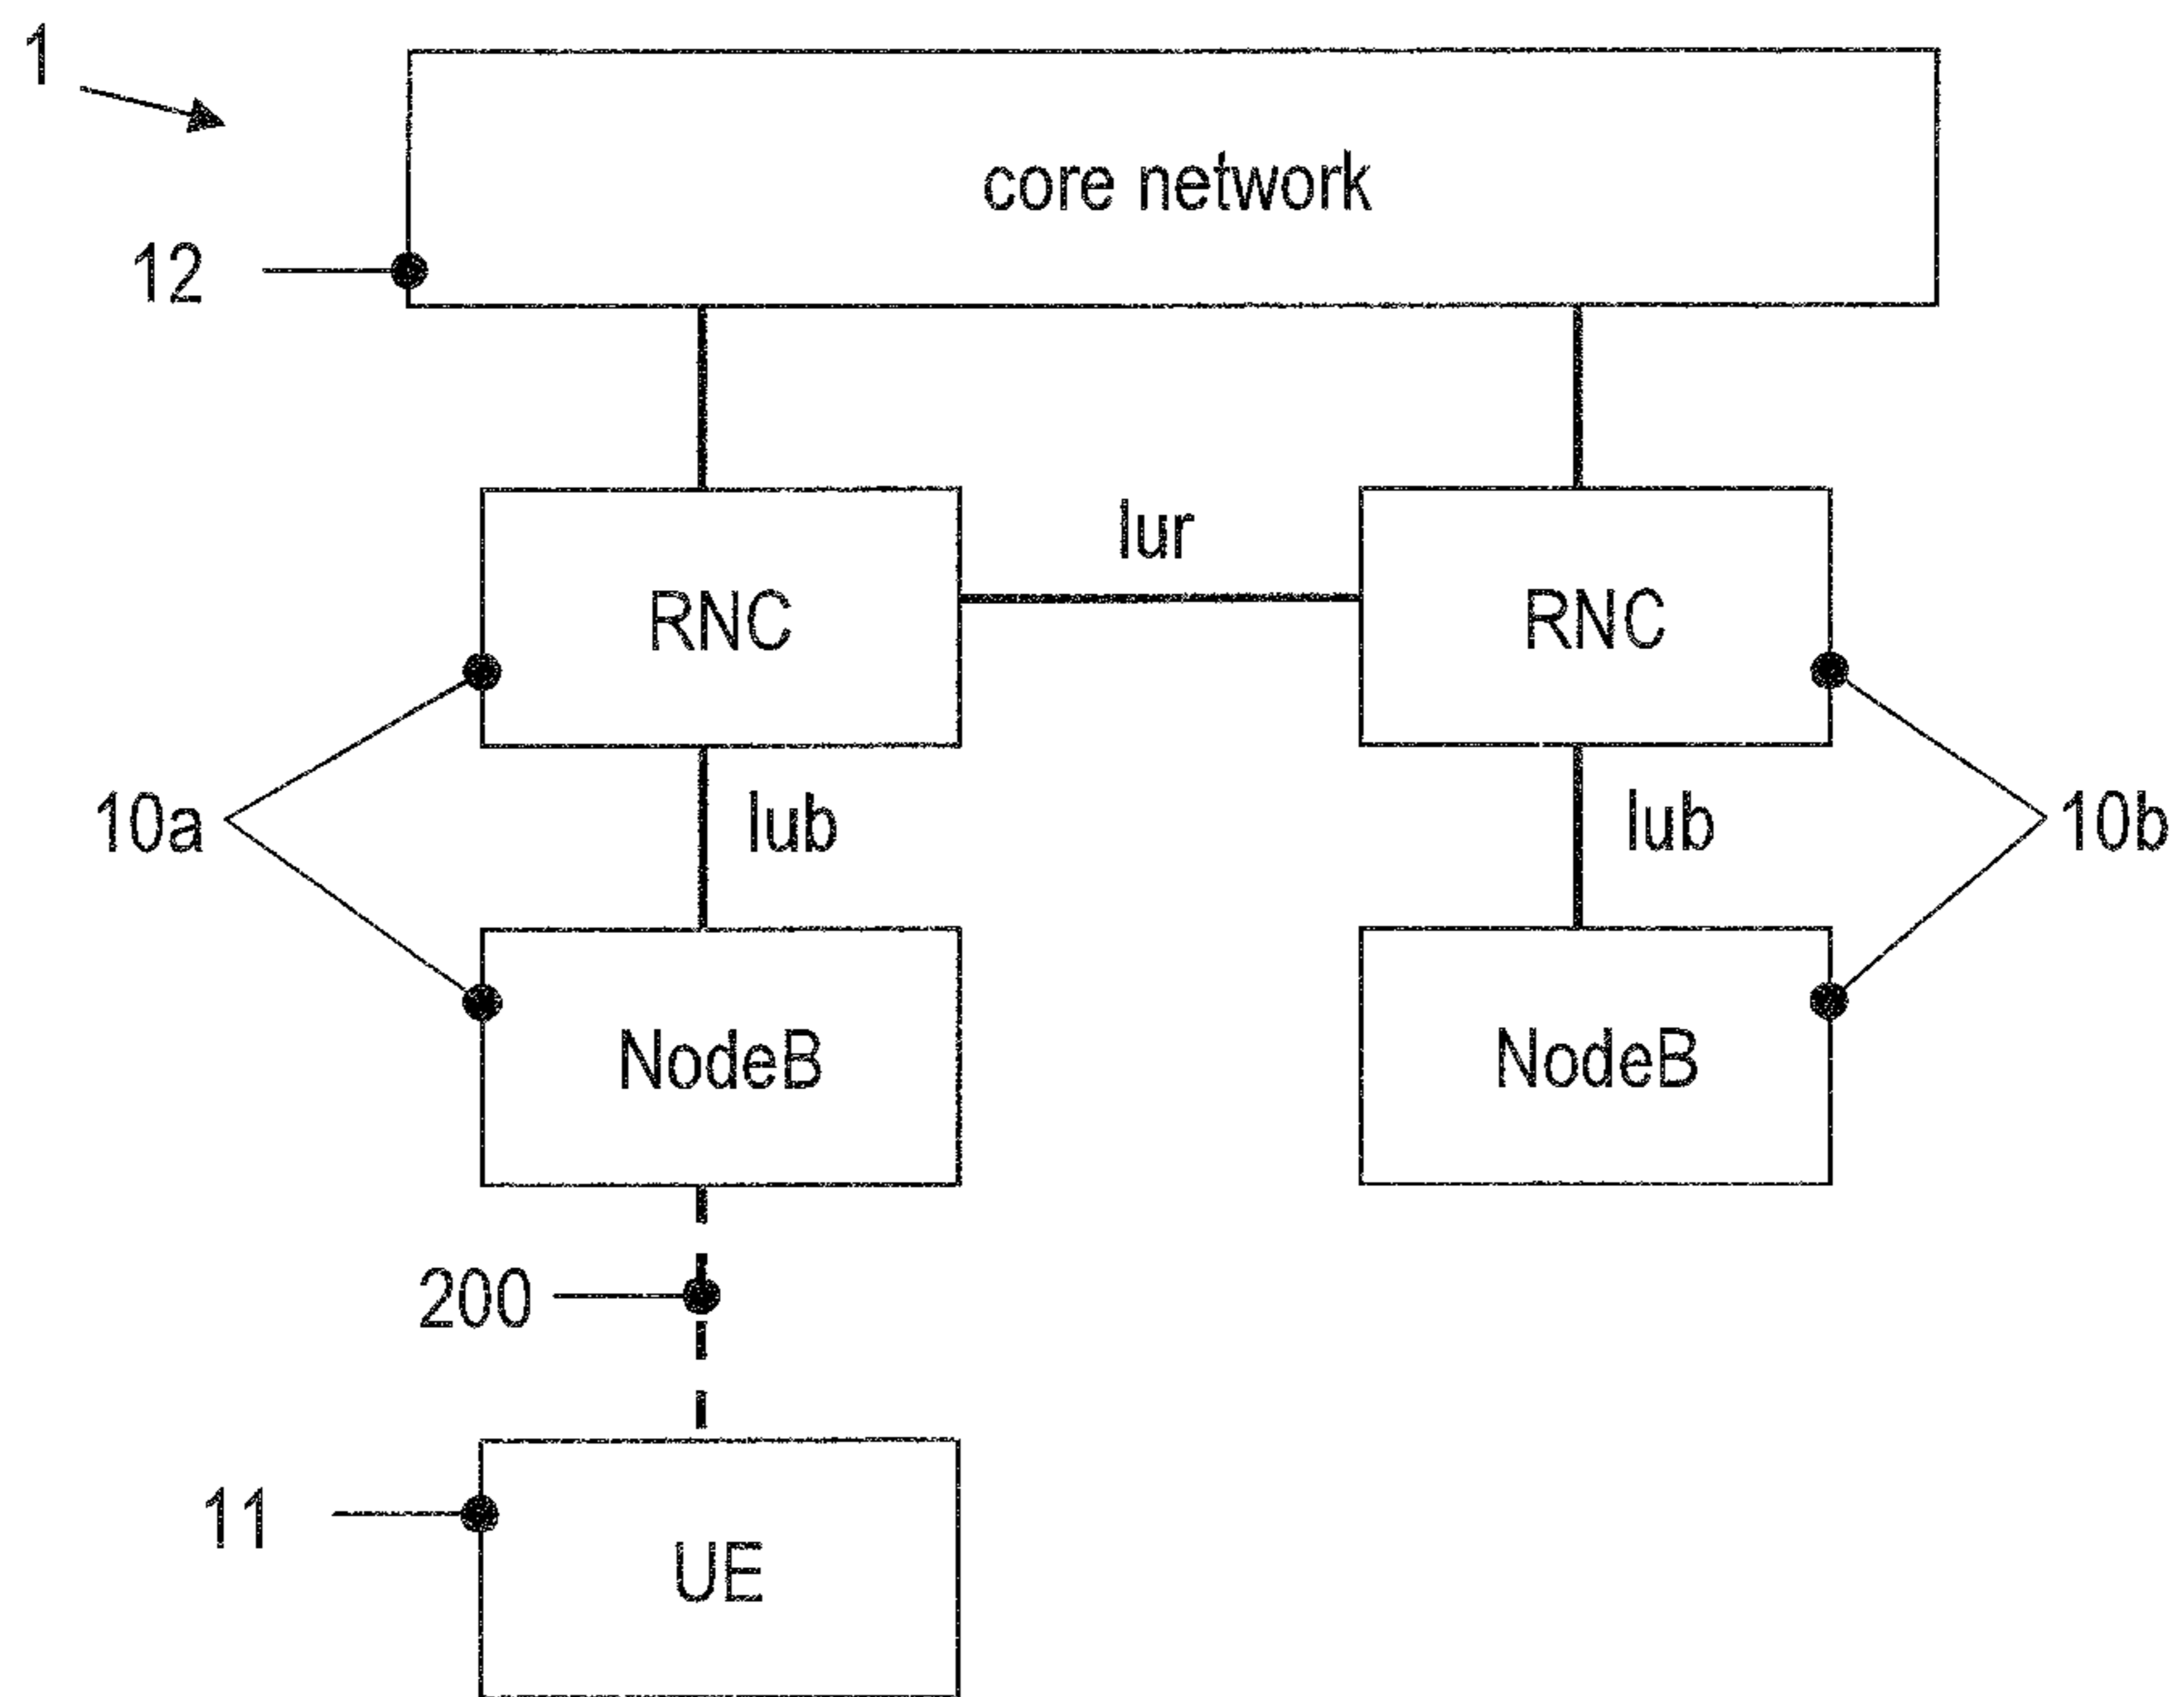 1
core network
12
Iur
RNC
RNC
10a
Iub
Iub
10b
NodeB
NodeB
200
11
UE